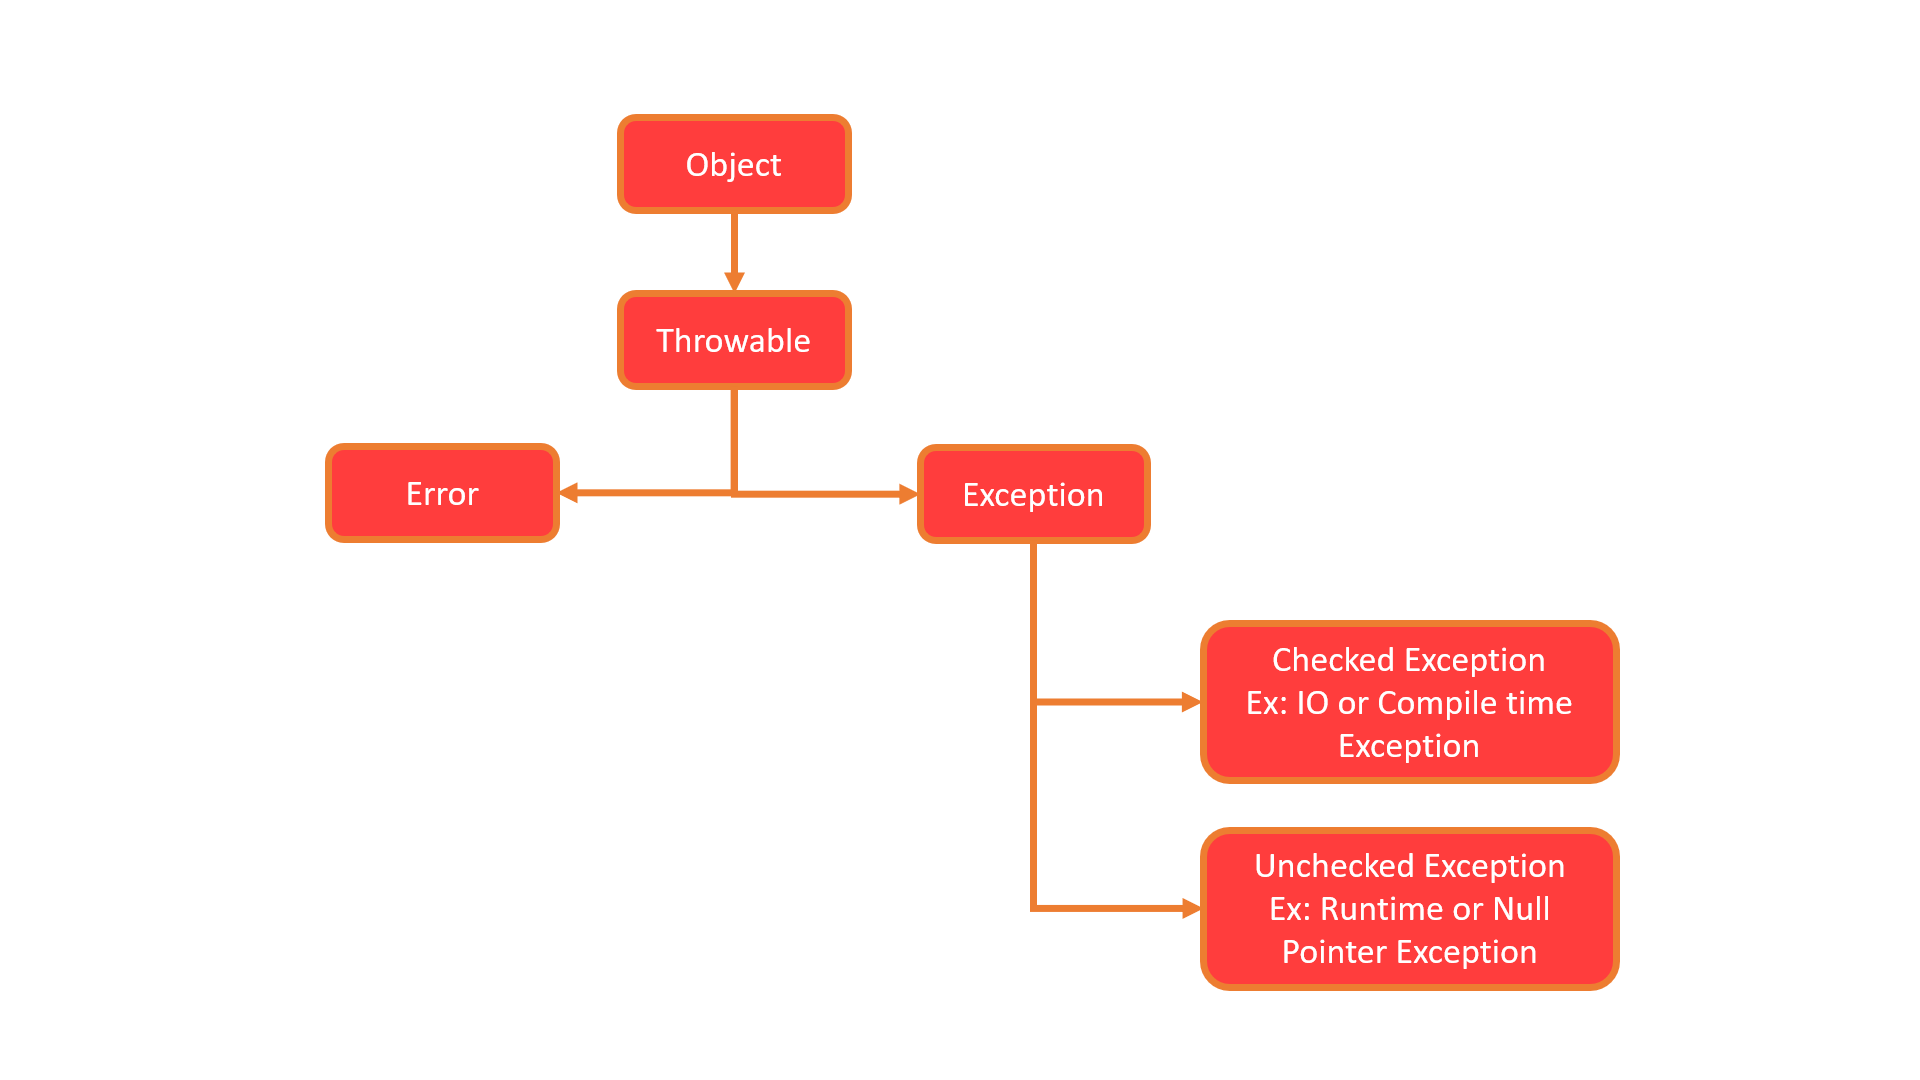 Object
Throwable
Error
Exception
Checked Exception
Ex: IO or Compile time
Exception
Unchecked Exception
Ex: Runtime or Null
Pointer Exception